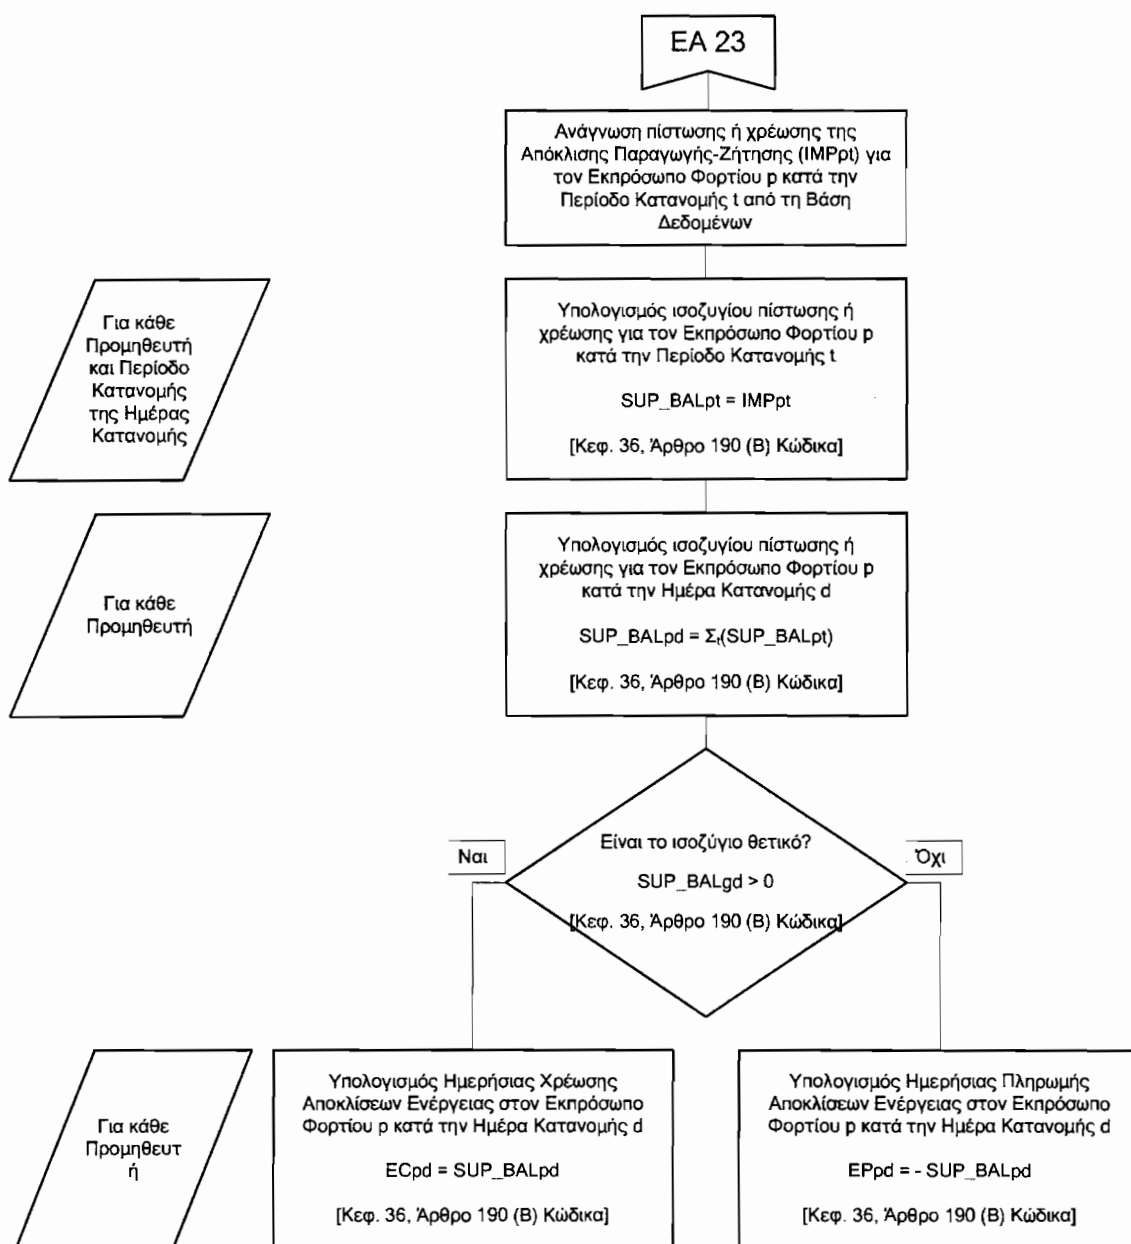 EA 23
Ανάγνωση πίστωσης ή χρέωσης της
Απόκλισης Παραγωγής-Ζήτησης (IMPpt) για
τον Εκπρόσωπο Φορτίου p κατά την
Περίοδο Κατανομής t από τη Βάση
Δεδομένων
Για κάθε
Προμηθευτή
και Περίοδο
Κατανομής
της Ημέρας
Κατανομής
Υπολογισμός ισοζυγίου πίστωσης ή
χρέωσης για τον Εκπρόσωπο Φορτίου p
κατά την Περίοδο Κατανομής t
SUP_BALpt = IMPpt
[Κεφ. 36, Άρθρο 190 (Β) Κώδικα]
Για κάθε
Προμηθευτή
Υπολογισμός ισοζυγίου πίστωσης ή
χρέωσης για τον Εκπρόσωπο Φορτίου p
κατά την Ημέρα Κατανομής d
SUP_BALpd = Σt(SUP_BALpt)
[Κεφ. 36, Άρθρο 190 (Β) Κώδικα]
Ναι
Είναι το ισοζύγιο θετικό?
SUP_BALgd > 0
[Κεφ. 36, Άρθρο 190 (Β) Κώδικα]
Όχι
Για κάθε
Προμηθευτ
ή
Υπολογισμός Ημερήσιας Χρέωσης
Αποκλίσεων Ενέργειας στον Εκπρόσωπο
Φορτίου p κατά την Ημέρα Κατανομής d
ECpd = SUP_BALpd
[Κεφ. 36, Άρθρο 190 (Β) Κώδικα]
Υπολογισμός Ημερήσιας Πληρωμής
Αποκλίσεων Ενέργειας στον Εκπρόσωπο
Φορτίου p κατά την Ημέρα Κατανομής d
EPpd = - SUP_BALpd
[Κεφ. 36, Άρθρο 190 (Β) Κώδικα]